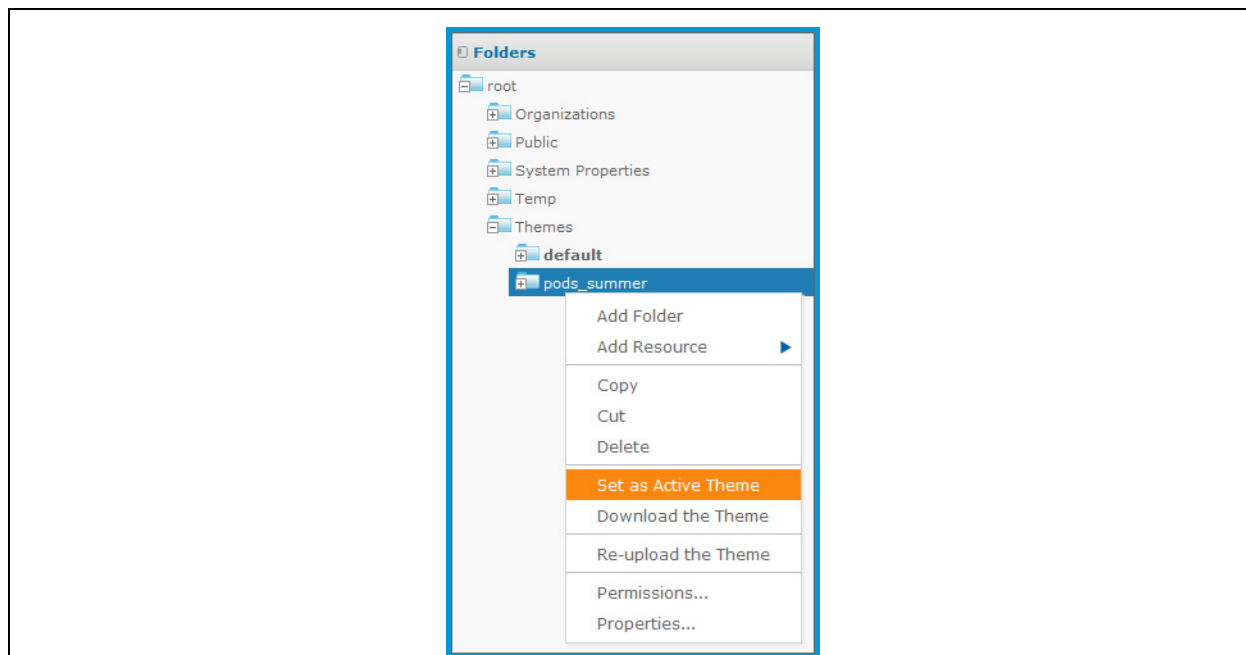 Folders
root
Organizations
Public
System Properties
Temp
Themes
default
pods_summer
Add Folder
Add Resource
Copy
Cut
Delete
Set as Active Theme
Download the Theme
Re-upload the Theme
Permissions...
Properties...